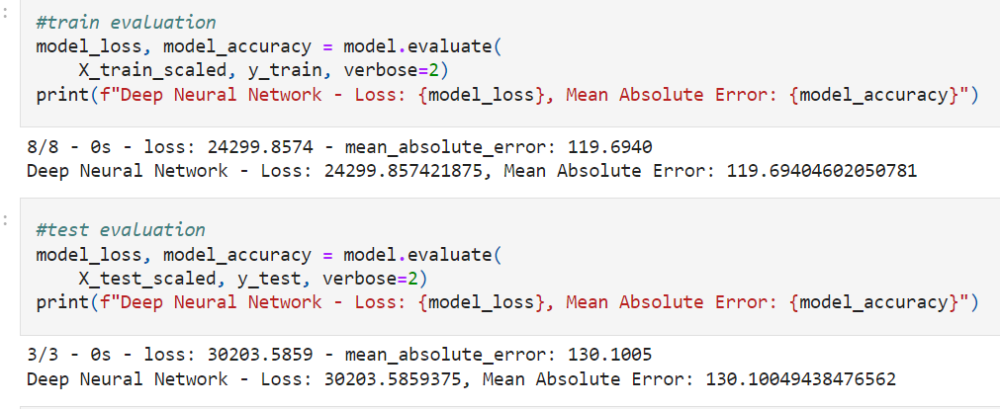 #train evaluation
model_loss, model_accuracy = model.evaluate(
    X_train_scaled, y_train, verbose=2)
print(f"Deep Neural Network - Loss: {model_loss}, Mean Absolute Error: {model_accuracy}")
8/8 - 0s - loss: 24299.8574 - mean_absolute_error: 119.6940
Deep Neural Network - Loss: 24299.857421875, Mean Absolute Error: 119.69404602050781
#test evaluation
model_loss, model_accuracy = model.evaluate(
    X_test_scaled, y_test, verbose=2)
print(f"Deep Neural Network - Loss: {model_loss}, Mean Absolute Error: {model_accuracy}")
3/3 - 0s - loss: 30203.5859 - mean_absolute_error: 130.1005
Deep Neural Network - Loss: 30203.5859375, Mean Absolute Error: 130.10049438476562